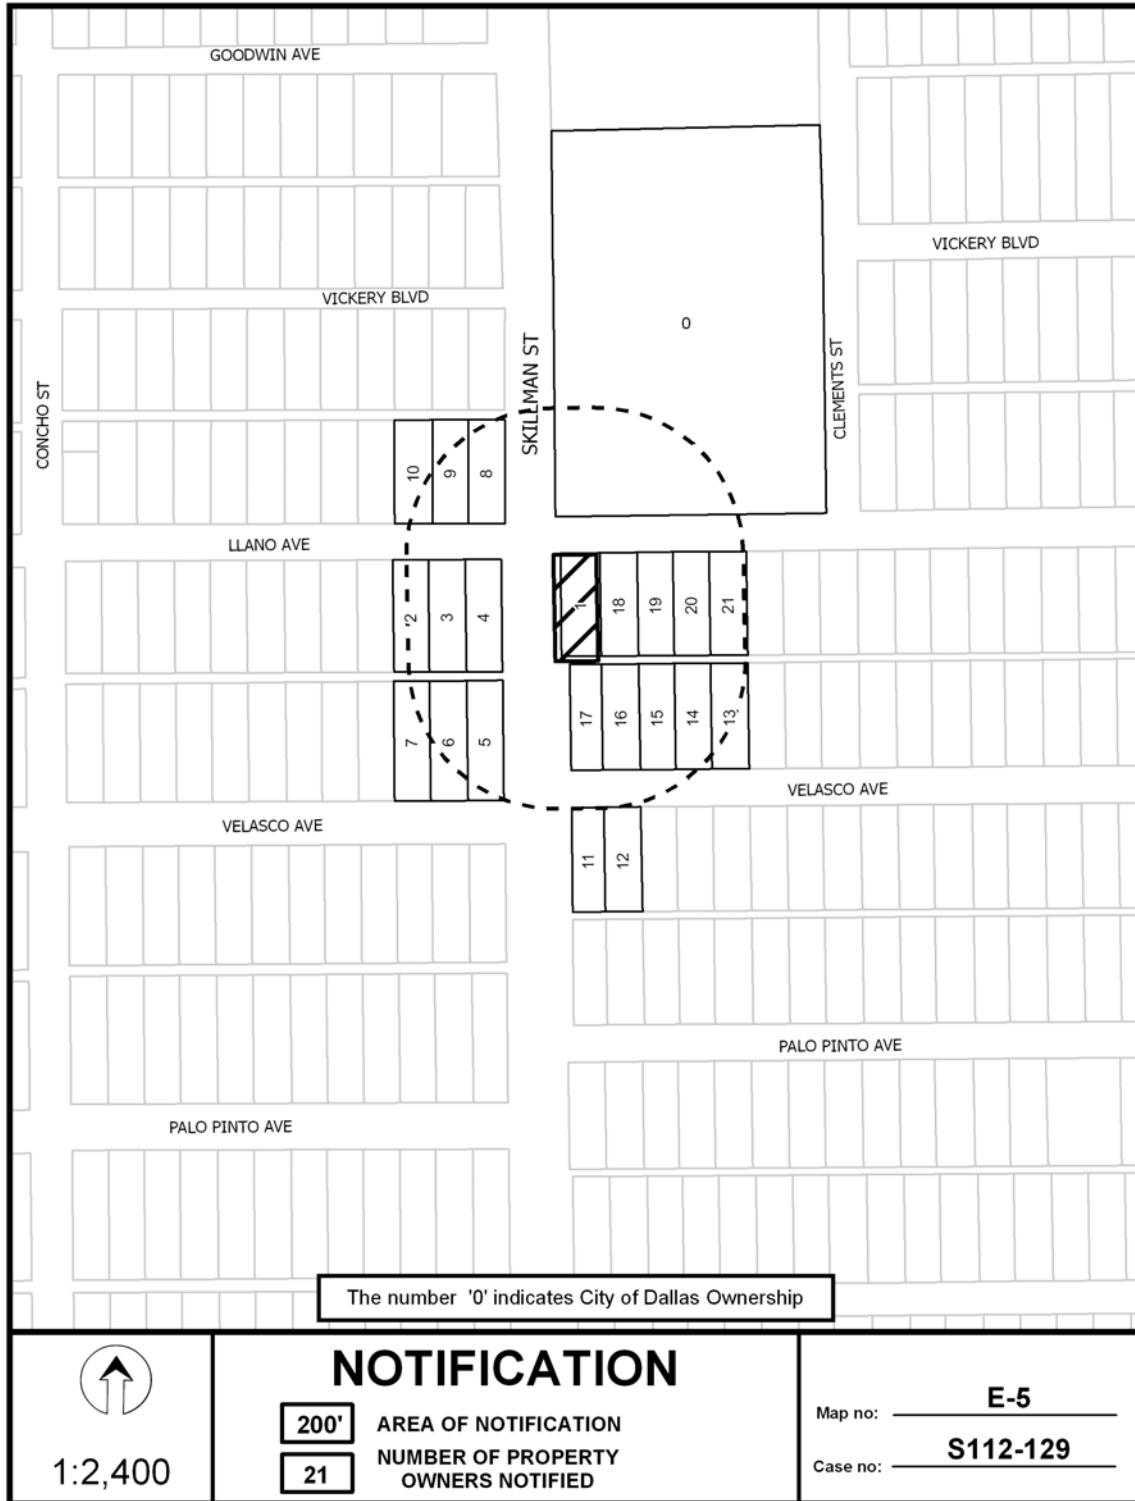 GOODWIN AVE
VICKERY BLVD
VICKERY BLVD
0
SKILLMAN ST
CLEMENTS ST
CONCHO ST
10
9
8
LLANO AVE
2
3
4
1
18
19
20
21
7
6
5
17
16
15
14
13
VELASCO AVE
VELASCO AVE
11
12
PALO PINTO AVE
PALO PINTO AVE
The number '0' indicates City of Dallas Ownership
1:2,400
NOTIFICATION
200' AREA OF NOTIFICATION
21 NUMBER OF PROPERTY
OWNERS NOTIFIED
Map no: E-5
Case no: S112-129